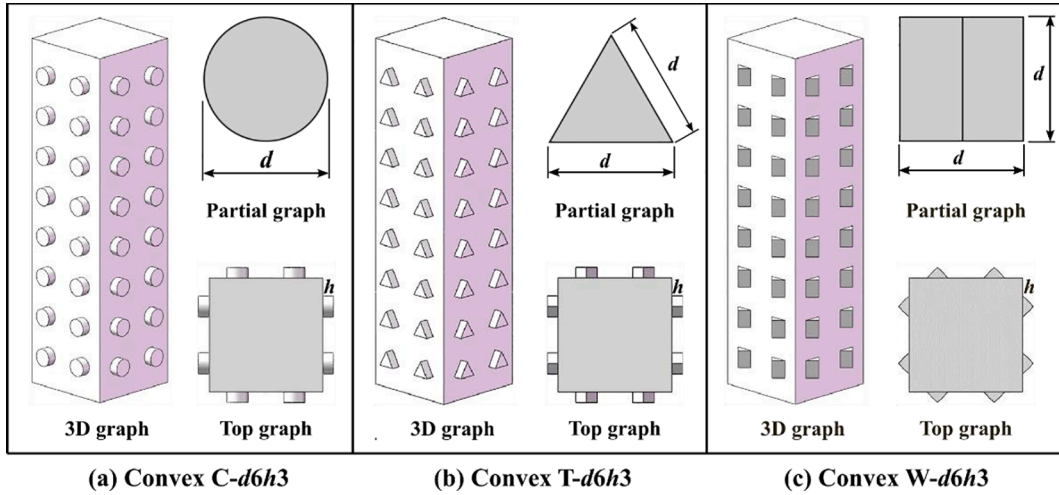 d
Partial graph
h
3D graph
Top graph
(a) Convex C-d6h3
d
d
Partial graph
h
3D graph
Top graph
(b) Convex T-d6h3
d
d
Partial graph
h
3D graph
Top graph
(c) Convex W-d6h3